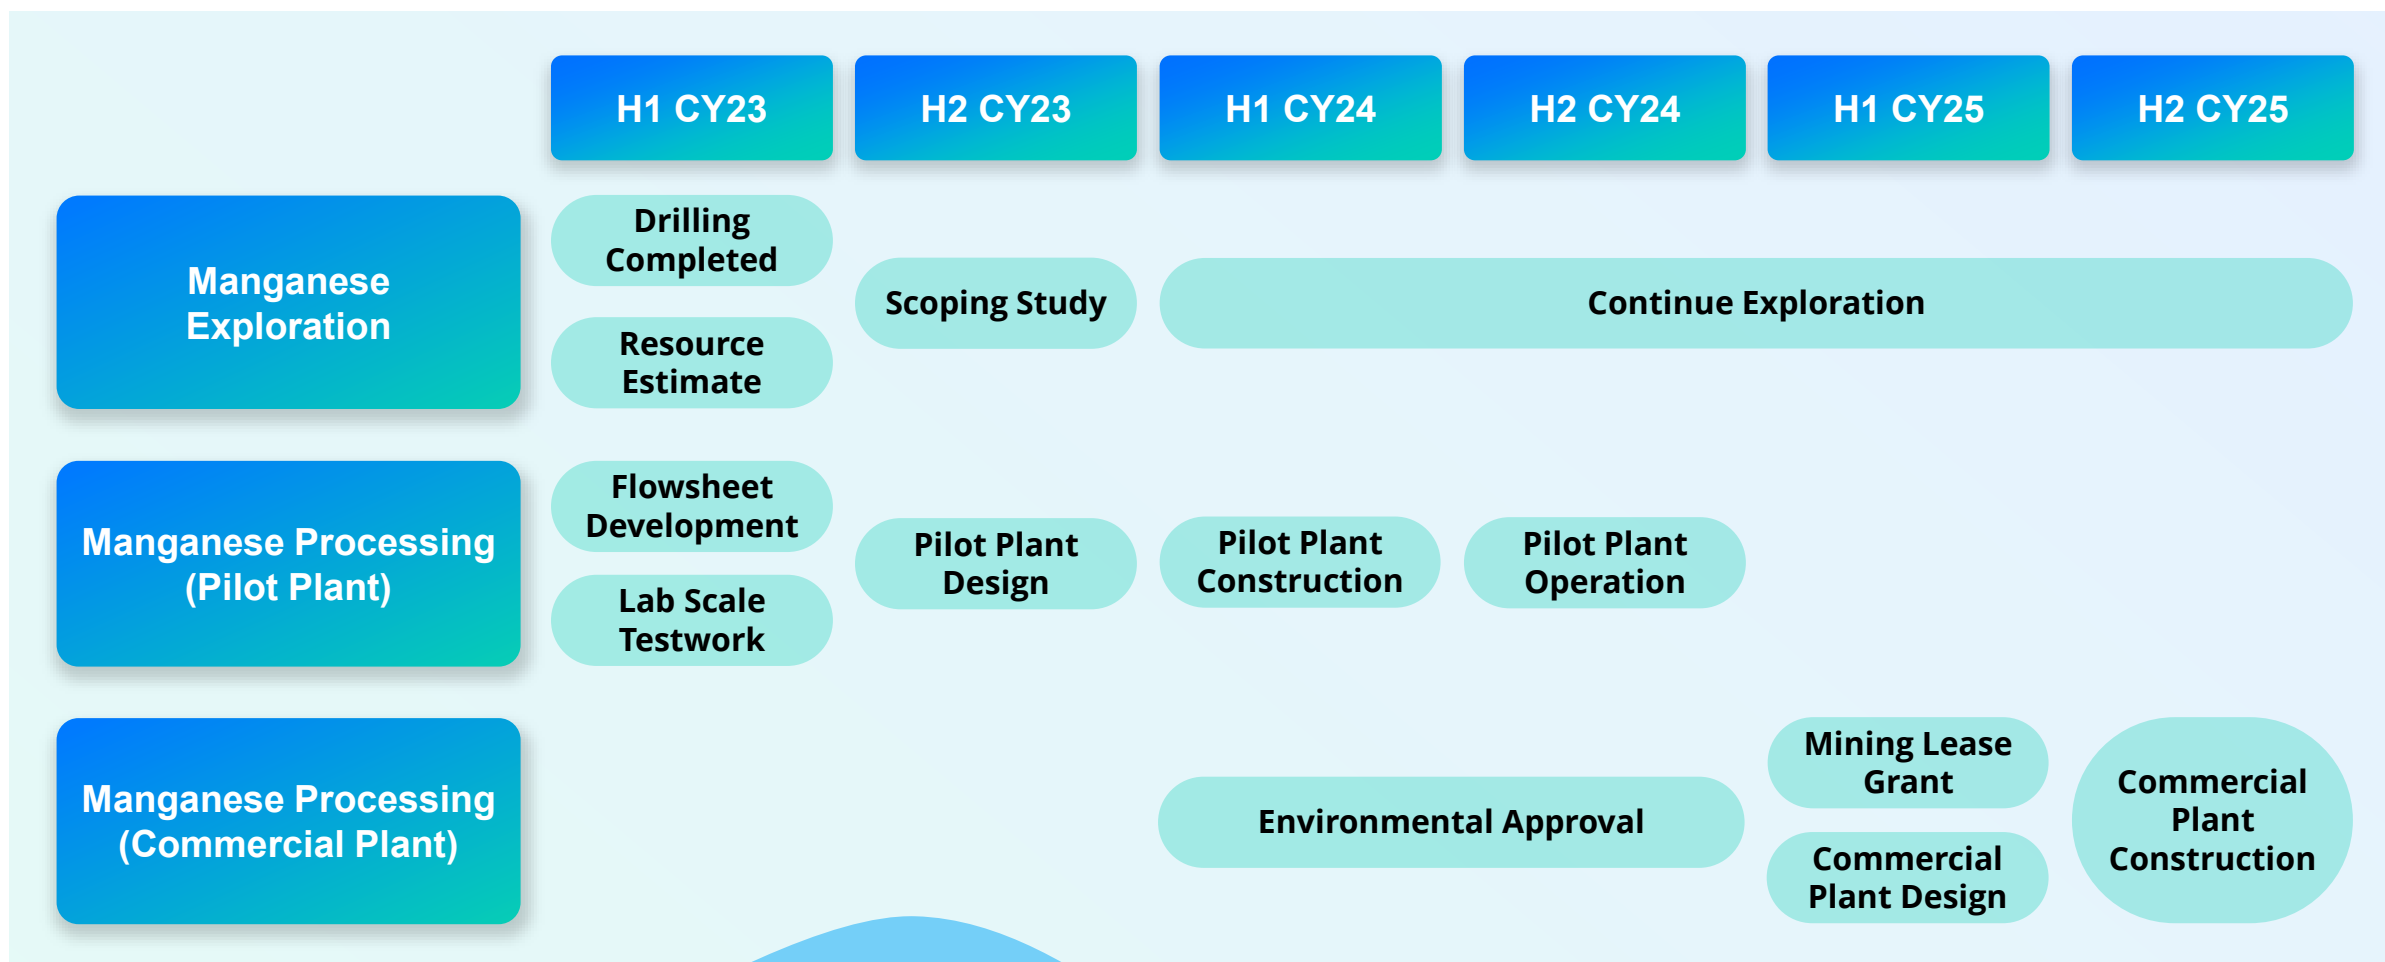 H1 CY23
H2 CY23
H1 CY24
H2 CY24
H1 CY25
H2 CY25
Manganese
Exploration
Drilling
Completed
Resource
Estimate
Scoping Study
Continue Exploration
Manganese Processing
(Pilot Plant)
Flowsheet
Development
Lab Scale
Testwork
Pilot Plant
Design
Pilot Plant
Construction
Pilot Plant
Operation
Manganese Processing
(Commercial Plant)
Environmental Approval
Mining Lease
Grant
Commercial
Plant Design
Commercial
Plant
Construction